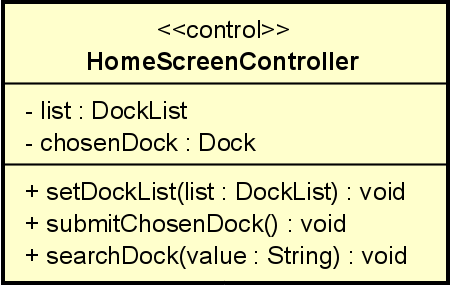 <<control>>
HomeScreenController
- list : DockList
- chosenDock : Dock
+ setDockList(list : DockList) : void
+ submitChosenDock() : void
+ searchDock(value : String) : void